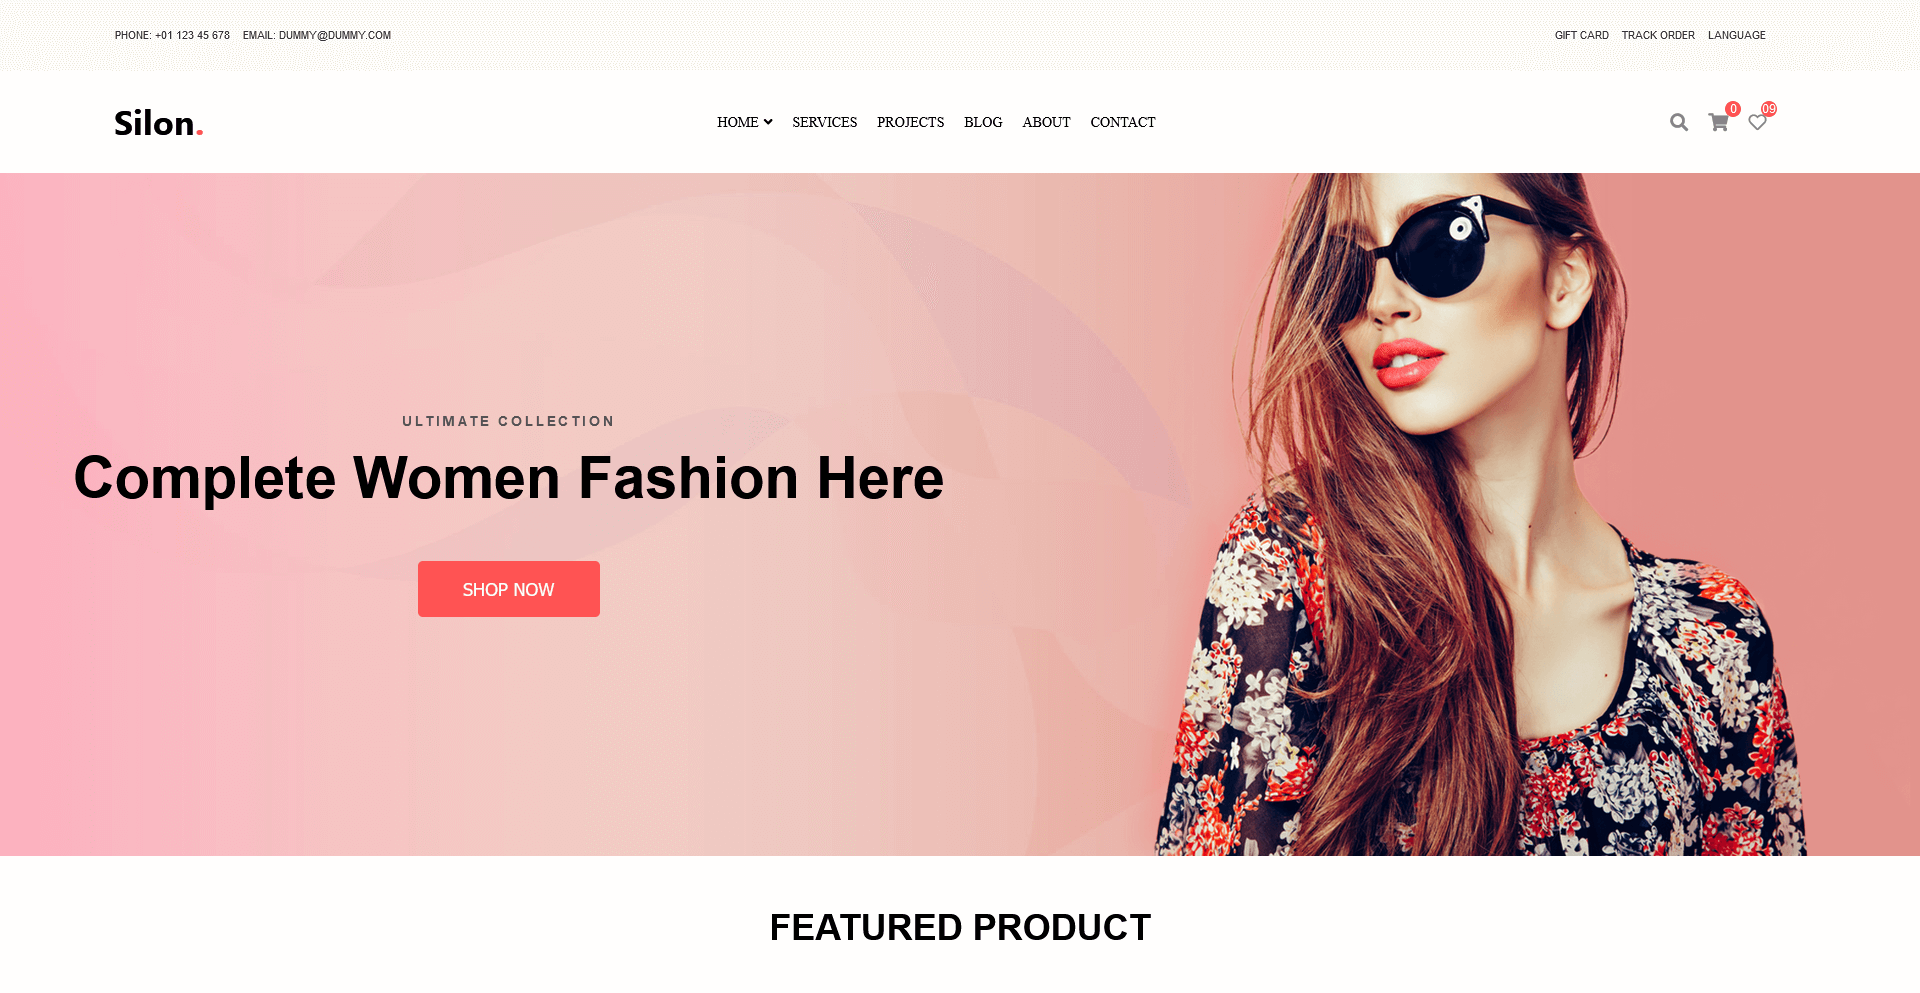 PHONE: +01 123 45 678 EMAIL: DUMMY@DUMMY.COM GIFT CARD TRACK ORDER LANGUAGE
Silon. HOME SERVICES PROJECTS BLOG ABOUT CONTACT 0 09
ULTIMATE COLLECTION
Complete Women Fashion Here
SHOP NOW
FEATURED PRODUCT